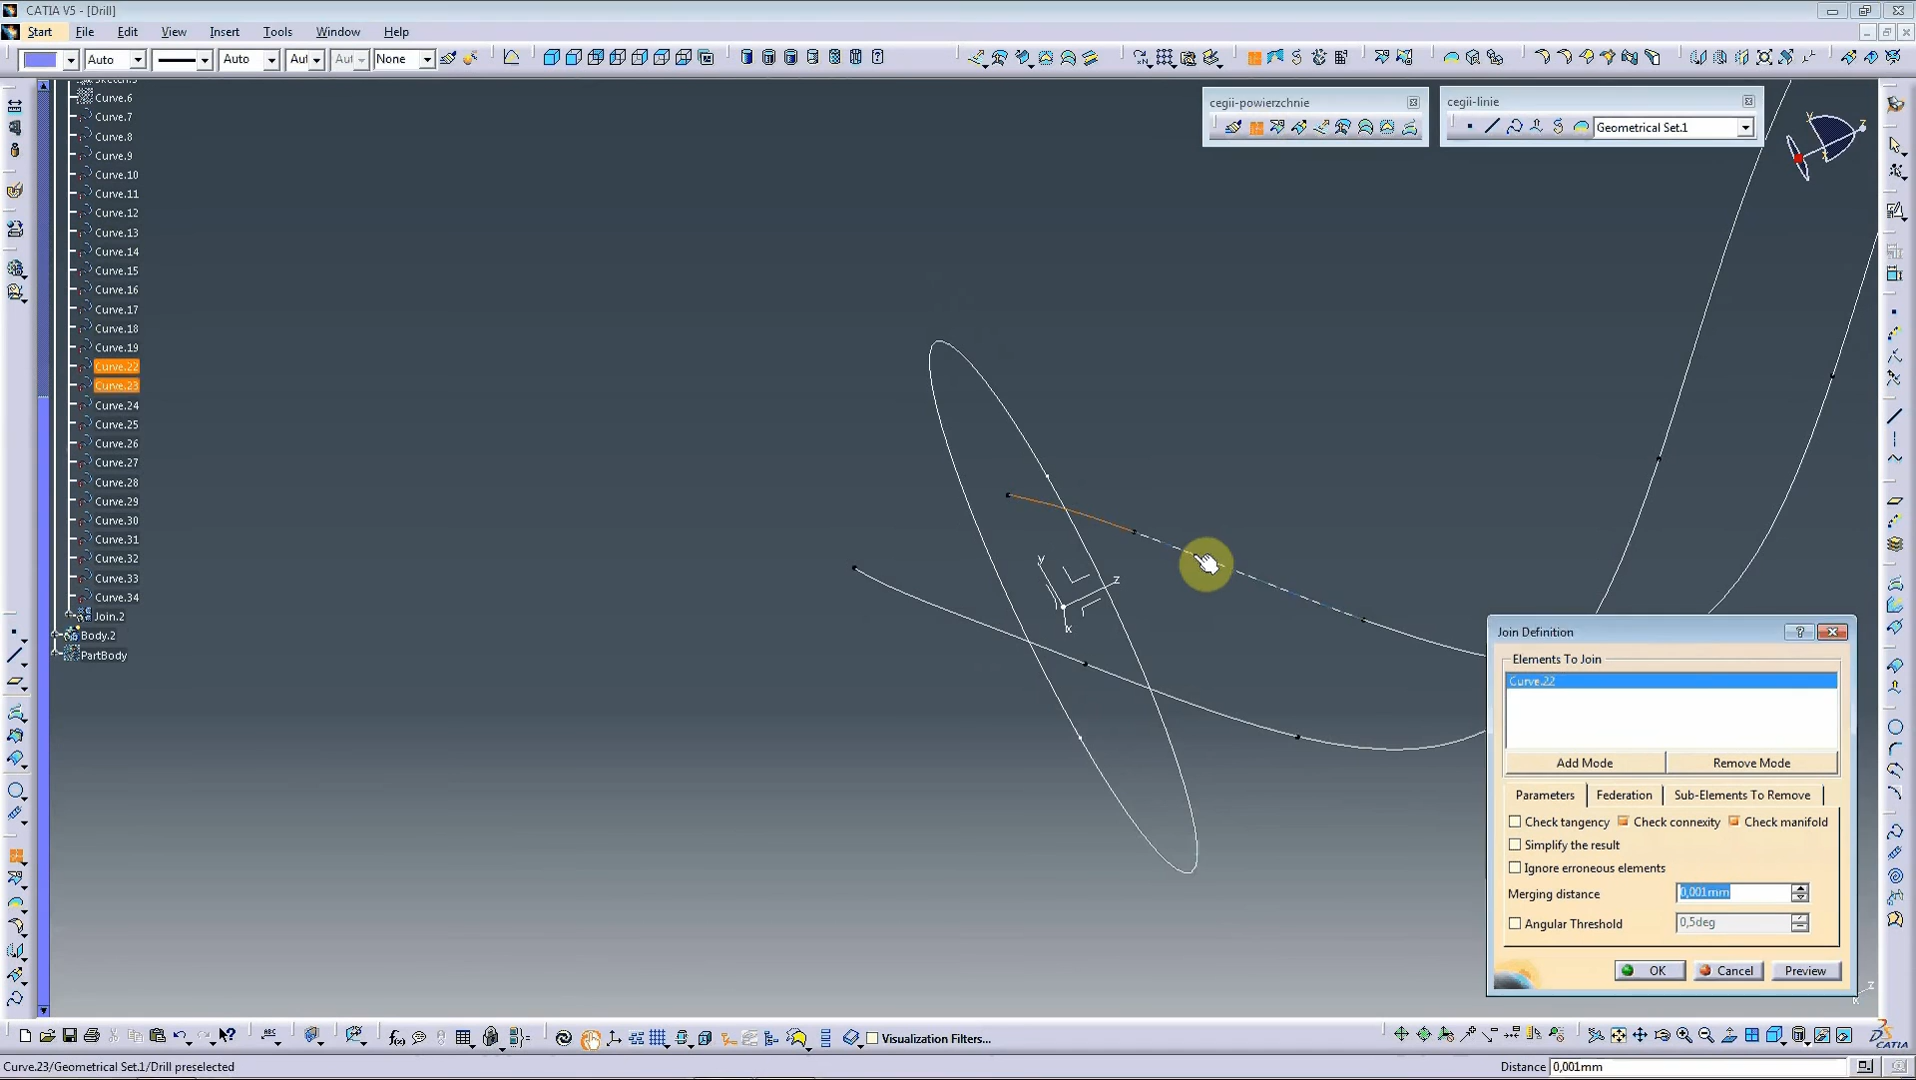 CATIA V5 - [Drill]
Start File Edit View Insert Tools Window Help
Auto Auto Aut Aut None
cegii-powierzchnie
cegii-linie
Geometrical Set.1
Curve.6
Curve.7
Curve.8
Curve.9
Curve.10
Curve.11
Curve.12
Curve.13
Curve.14
Curve.15
Curve.16
Curve.17
Curve.18
Curve.19
Curve.22
Curve.23
Curve.24
Curve.25
Curve.26
Curve.27
Curve.28
Curve.29
Curve.30
Curve.31
Curve.32
Curve.33
Curve.34
Join.2
Body.2
PartBody
y
z
x
Join Definition
Elements To Join
Curve.22
Add Mode Remove Mode
Parameters Federation Sub-Elements To Remove
Check tangency Check connexity Check manifold
Simplify the result
Ignore erroneous elements
Merging distance 0,001mm
Angular Threshold 0,5deg
OK Cancel Preview
Visualization Filters...
CATIA
Curve.23/Geometrical Set.1/Drill preselected
Distance 0,001mm